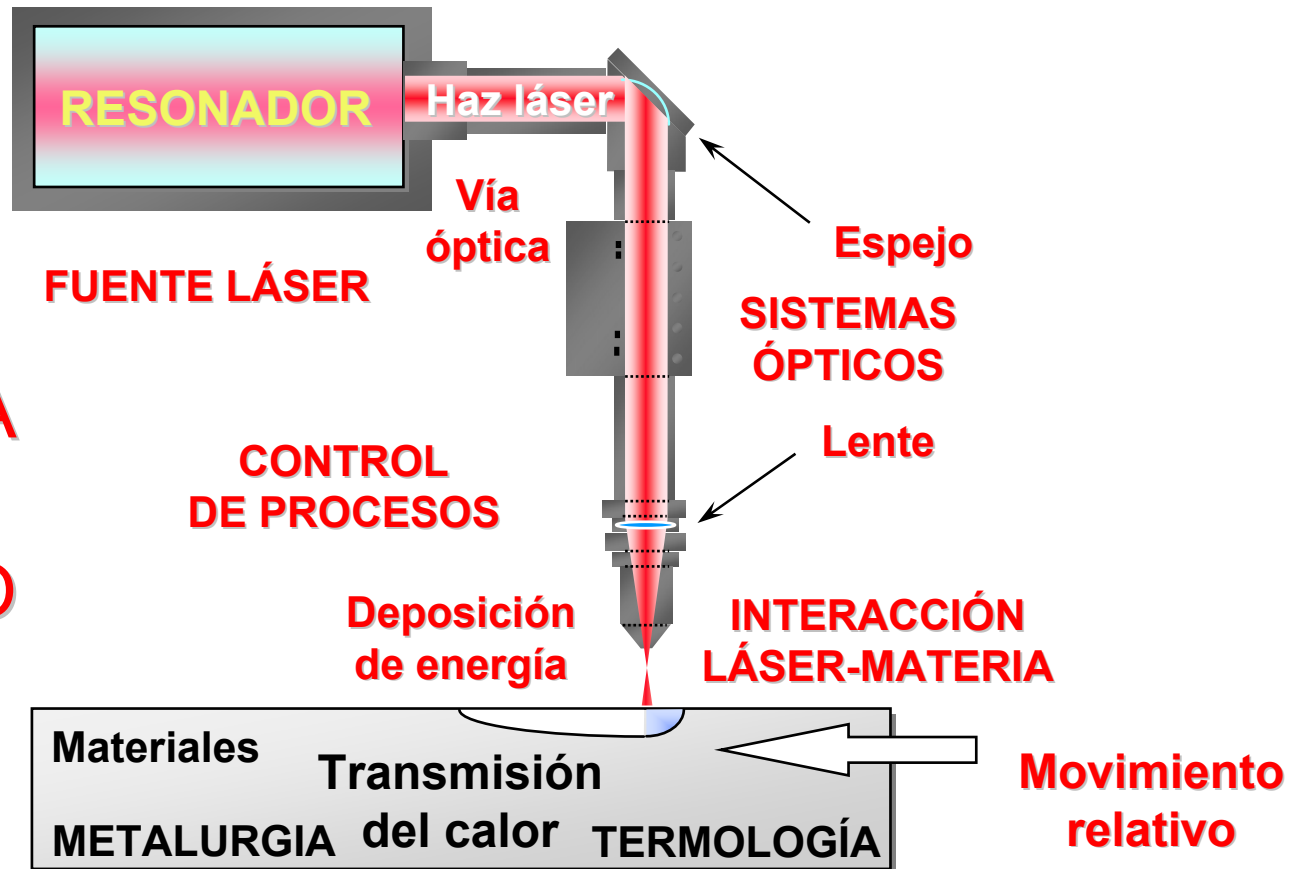 RESONADOR
Haz láser
Vía
óptica
Espejo
FUENTE LÁSER
SISTEMAS
ÓPTICOS
A
Lente
CONTROL
DE PROCESOS
O
Deposición
de energía
INTERACCIÓN
LÁSER-MATERIA
Materiales
Transmisión
del calor
METALURGIA
TERMOLOGÍA
Movimiento
relativo